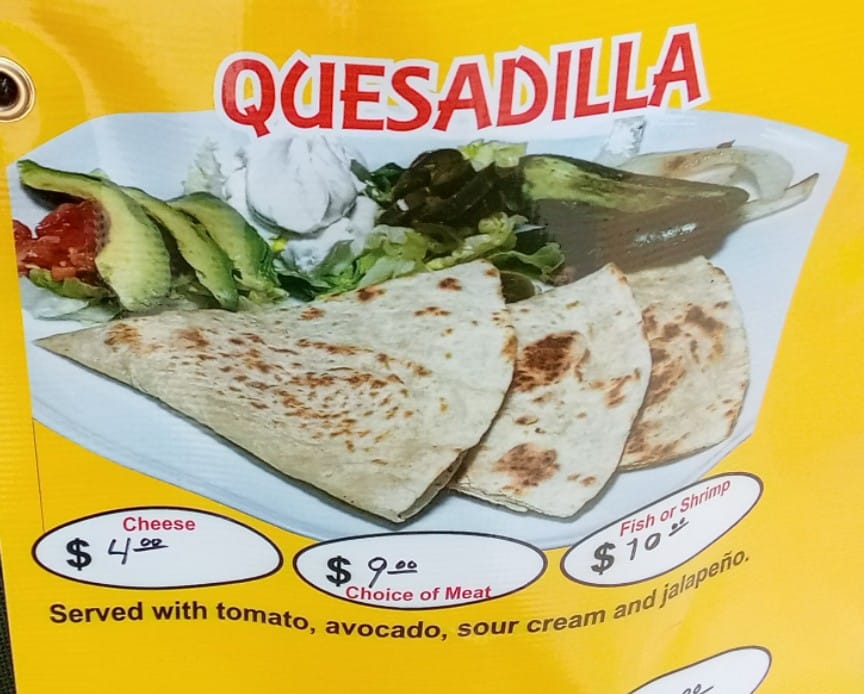 QUESADILLA
Cheese
$ 4.00
$ 9.00
Choice of Meat
Fish or Shrimp
$ 10.00
Served with tomato, avocado, sour cream and jalapeño.